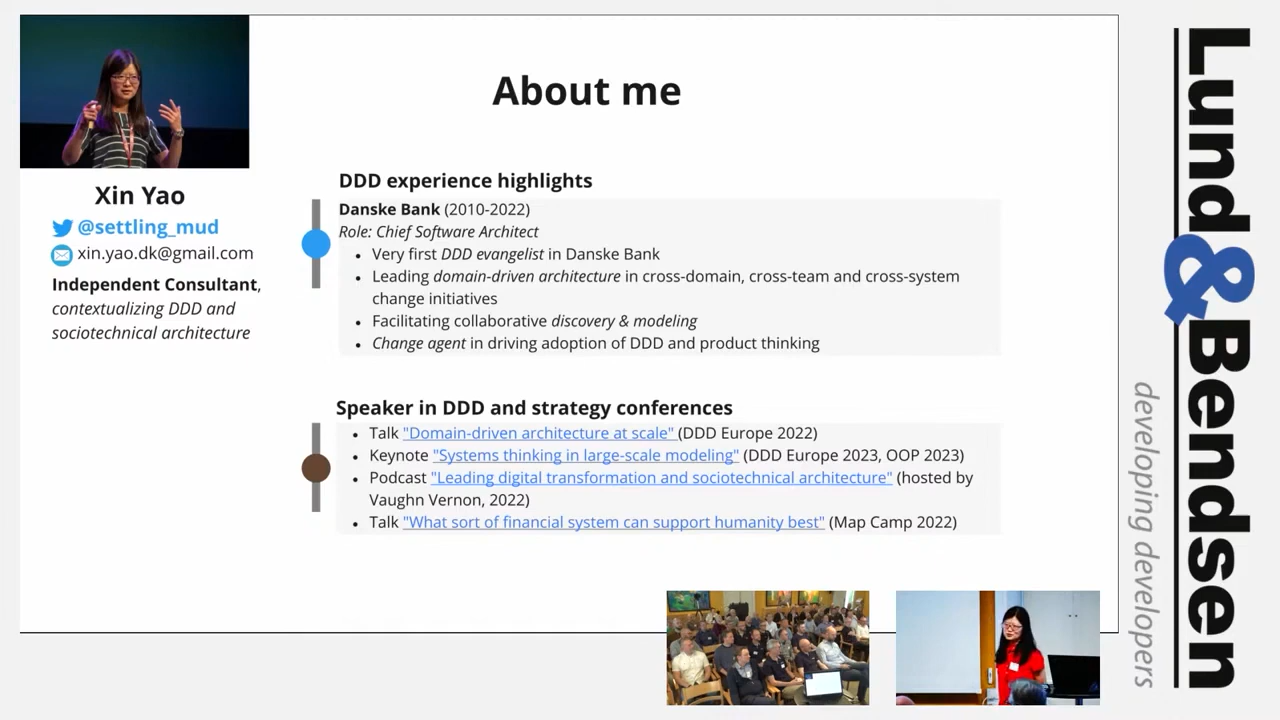 About me
Xin Yao
@settling_mud
xin.yao.dk@gmail.com
Independent Consultant,
contextualizing DDD and
sociotechnical architecture
DDD experience highlights
Danske Bank (2010-2022)
Role: Chief Software Architect
• Very first DDD evangelist in Danske Bank
• Leading domain-driven architecture in cross-domain, cross-team and cross-system
change initiatives
• Facilitating collaborative discovery & modeling
• Change agent in driving adoption of DDD and product thinking
Speaker in DDD and strategy conferences
• Talk "Domain-driven architecture at scale" (DDD Europe 2022)
• Keynote "Systems thinking in large-scale modeling" (DDD Europe 2023, OOP 2023)
• Podcast "Leading digital transformation and sociotechnical architecture" (hosted by
Vaughn Vernon, 2022)
• Talk "What sort of financial system can support humanity best" (Map Camp 2022)
Lund&Bendsen
developing developers